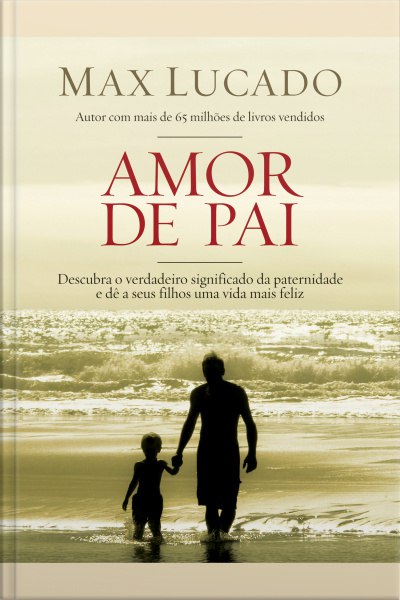 MAX LUCADO
Autor com mais de 65 milhões de livros vendidos
AMOR
DE PAI
Descubra o verdadeiro significado da paternidade
e dê a seus filhos uma vida mais feliz